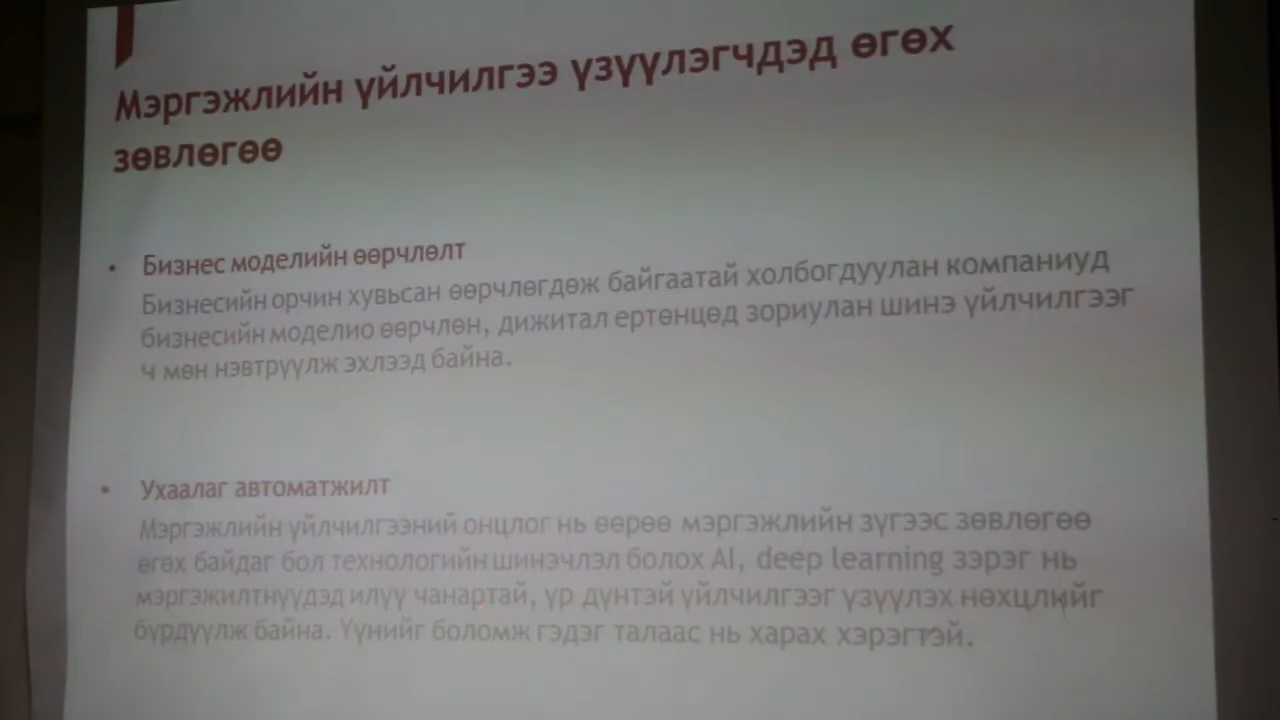 Мэргэжлийн үйлчилгээ үзүүлэгчдэд өгөх
зөвлөгөө
• Бизнес моделийн өөрчлөлт
Бизнесийн орчин хувьсан өөрчлөгдөж байгаатай холбогдуулан компаниуд
бизнесийн моделио өөрчлөн, дижитал ертөнцөд зориулан шинэ үйлчилгээг
ч мөн нэвтрүүлж эхлээд байна.
• Ухаалаг автоматжилт
Мэргэжлийн үйлчилгээний онцлог нь өөрөө мэргэжлийн зүгээс зөвлөгөө
өгөх байдаг бол технологийн шинэчлэл болох AI, deep learning зэрэг нь
мэргэжилтнүүдэд илүү чанартай, үр дүнтэй үйлчилгээг үзүүлэх нөхцлийг
бүрдүүлж байна. Үүнийг боломж гэдэг талаас нь харах хэрэгтэй.